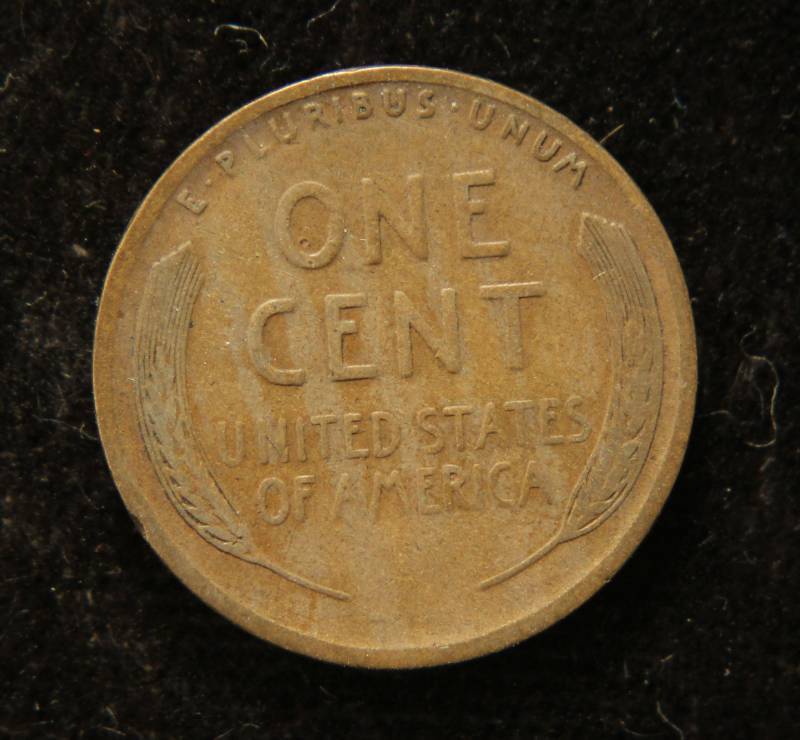 E · PLURIBUS · UNUM
ONE
CENT
UNITED STATES
OF AMERICA